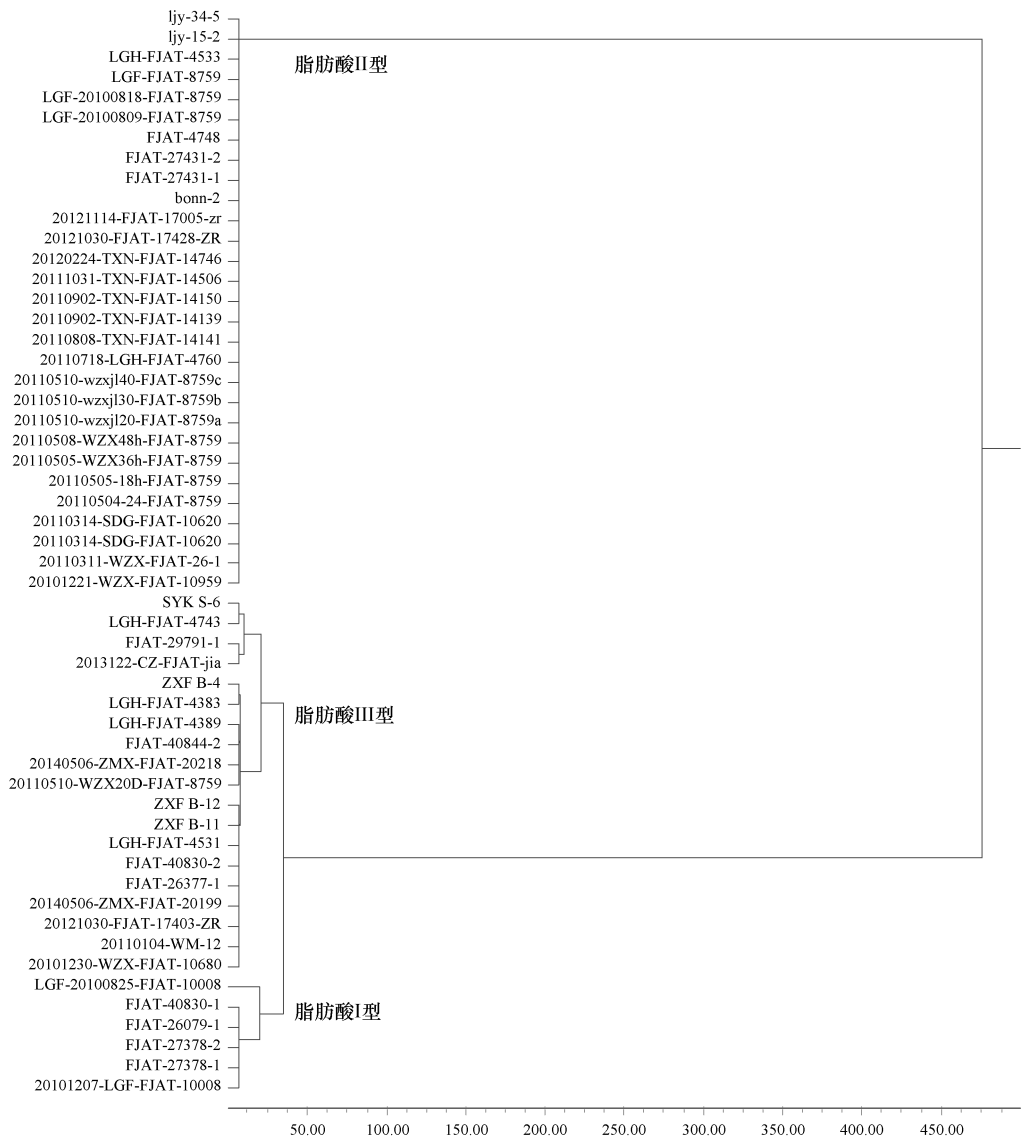 ljy-34-5
ljy-15-2
脂肪酸II型
LGH-FJAT-4533
LGF-FJAT-8759
LGF-20100818-FJAT-8759
LGF-20100809-FJAT-8759
FJAT-4748
FJAT-27431-2
FJAT-27431-1
bonn-2
20121114-FJAT-17005-zr
20121030-FJAT-17428-ZR
20120224-TXN-FJAT-14746
20111031-TXN-FJAT-14506
20110902-TXN-FJAT-14150
20110902-TXN-FJAT-14139
20110808-TXN-FJAT-14141
20110718-LGH-FJAT-4760
20110510-wzxjl40-FJAT-8759c
20110510-wzxjl30-FJAT-8759b
20110510-wzxjl20-FJAT-8759a
20110508-WZX48h-FJAT-8759
20110505-WZX36h-FJAT-8759
20110505-18h-FJAT-8759
20110504-24-FJAT-8759
20110314-SDG-FJAT-10620
20110314-SDG-FJAT-10620
20110311-WZX-FJAT-26-1
20101221-WZX-FJAT-10959
SYK S-6
LGH-FJAT-4743
FJAT-29791-1
2013122-CZ-FJAT-jia
ZXF B-4
LGH-FJAT-4383
脂肪酸III型
LGH-FJAT-4389
FJAT-40844-2
20140506-ZMX-FJAT-20218
20110510-WZX20D-FJAT-8759
ZXF B-12
ZXF B-11
LGH-FJAT-4531
FJAT-40830-2
FJAT-26377-1
20140506-ZMX-FJAT-20199
20121030-FJAT-17403-ZR
20110104-WM-12
20101230-WZX-FJAT-10680
LGF-20100825-FJAT-10008
FJAT-40830-1
脂肪酸I型
FJAT-26079-1
FJAT-27378-2
FJAT-27378-1
20101207-LGF-FJAT-10008
50.00 100.00 150.00 200.00 250.00 300.00 350.00 400.00 450.00